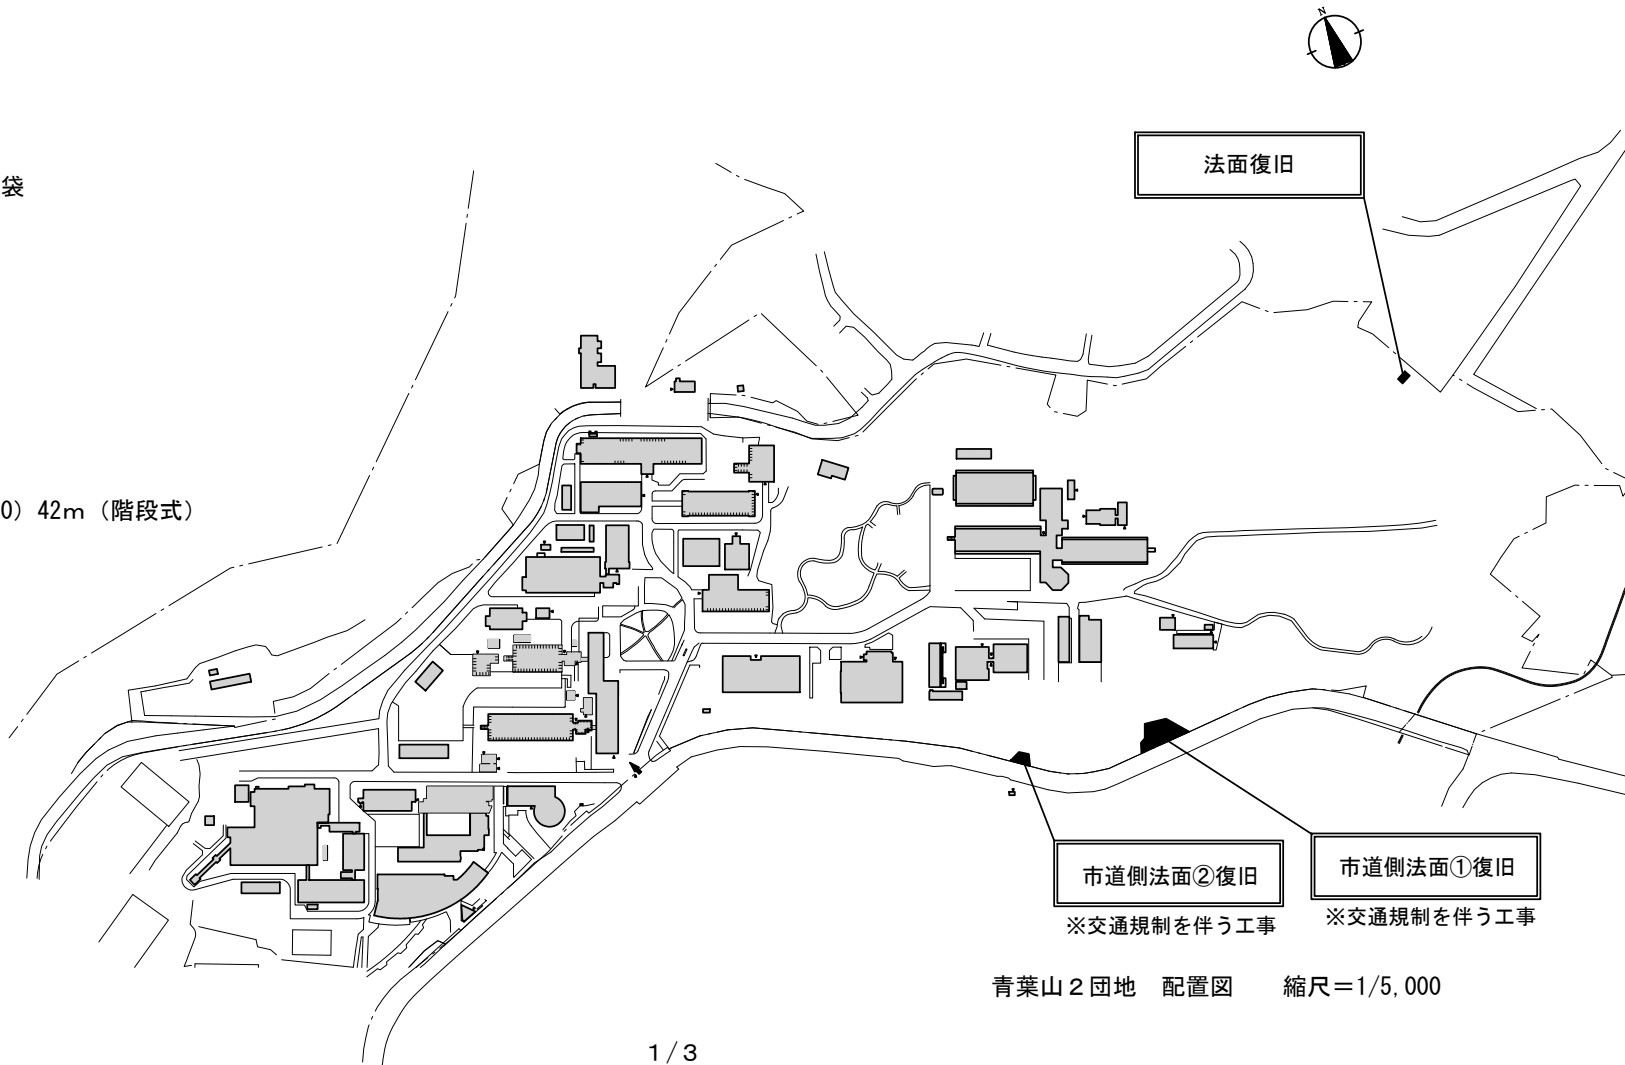 N
法面復旧
袋
0) 42m（階段式）
市道側法面②復旧
※交通規制を伴う工事
市道側法面①復旧
※交通規制を伴う工事
青葉山２団地　配置図　　縮尺＝1/5,000
1/3